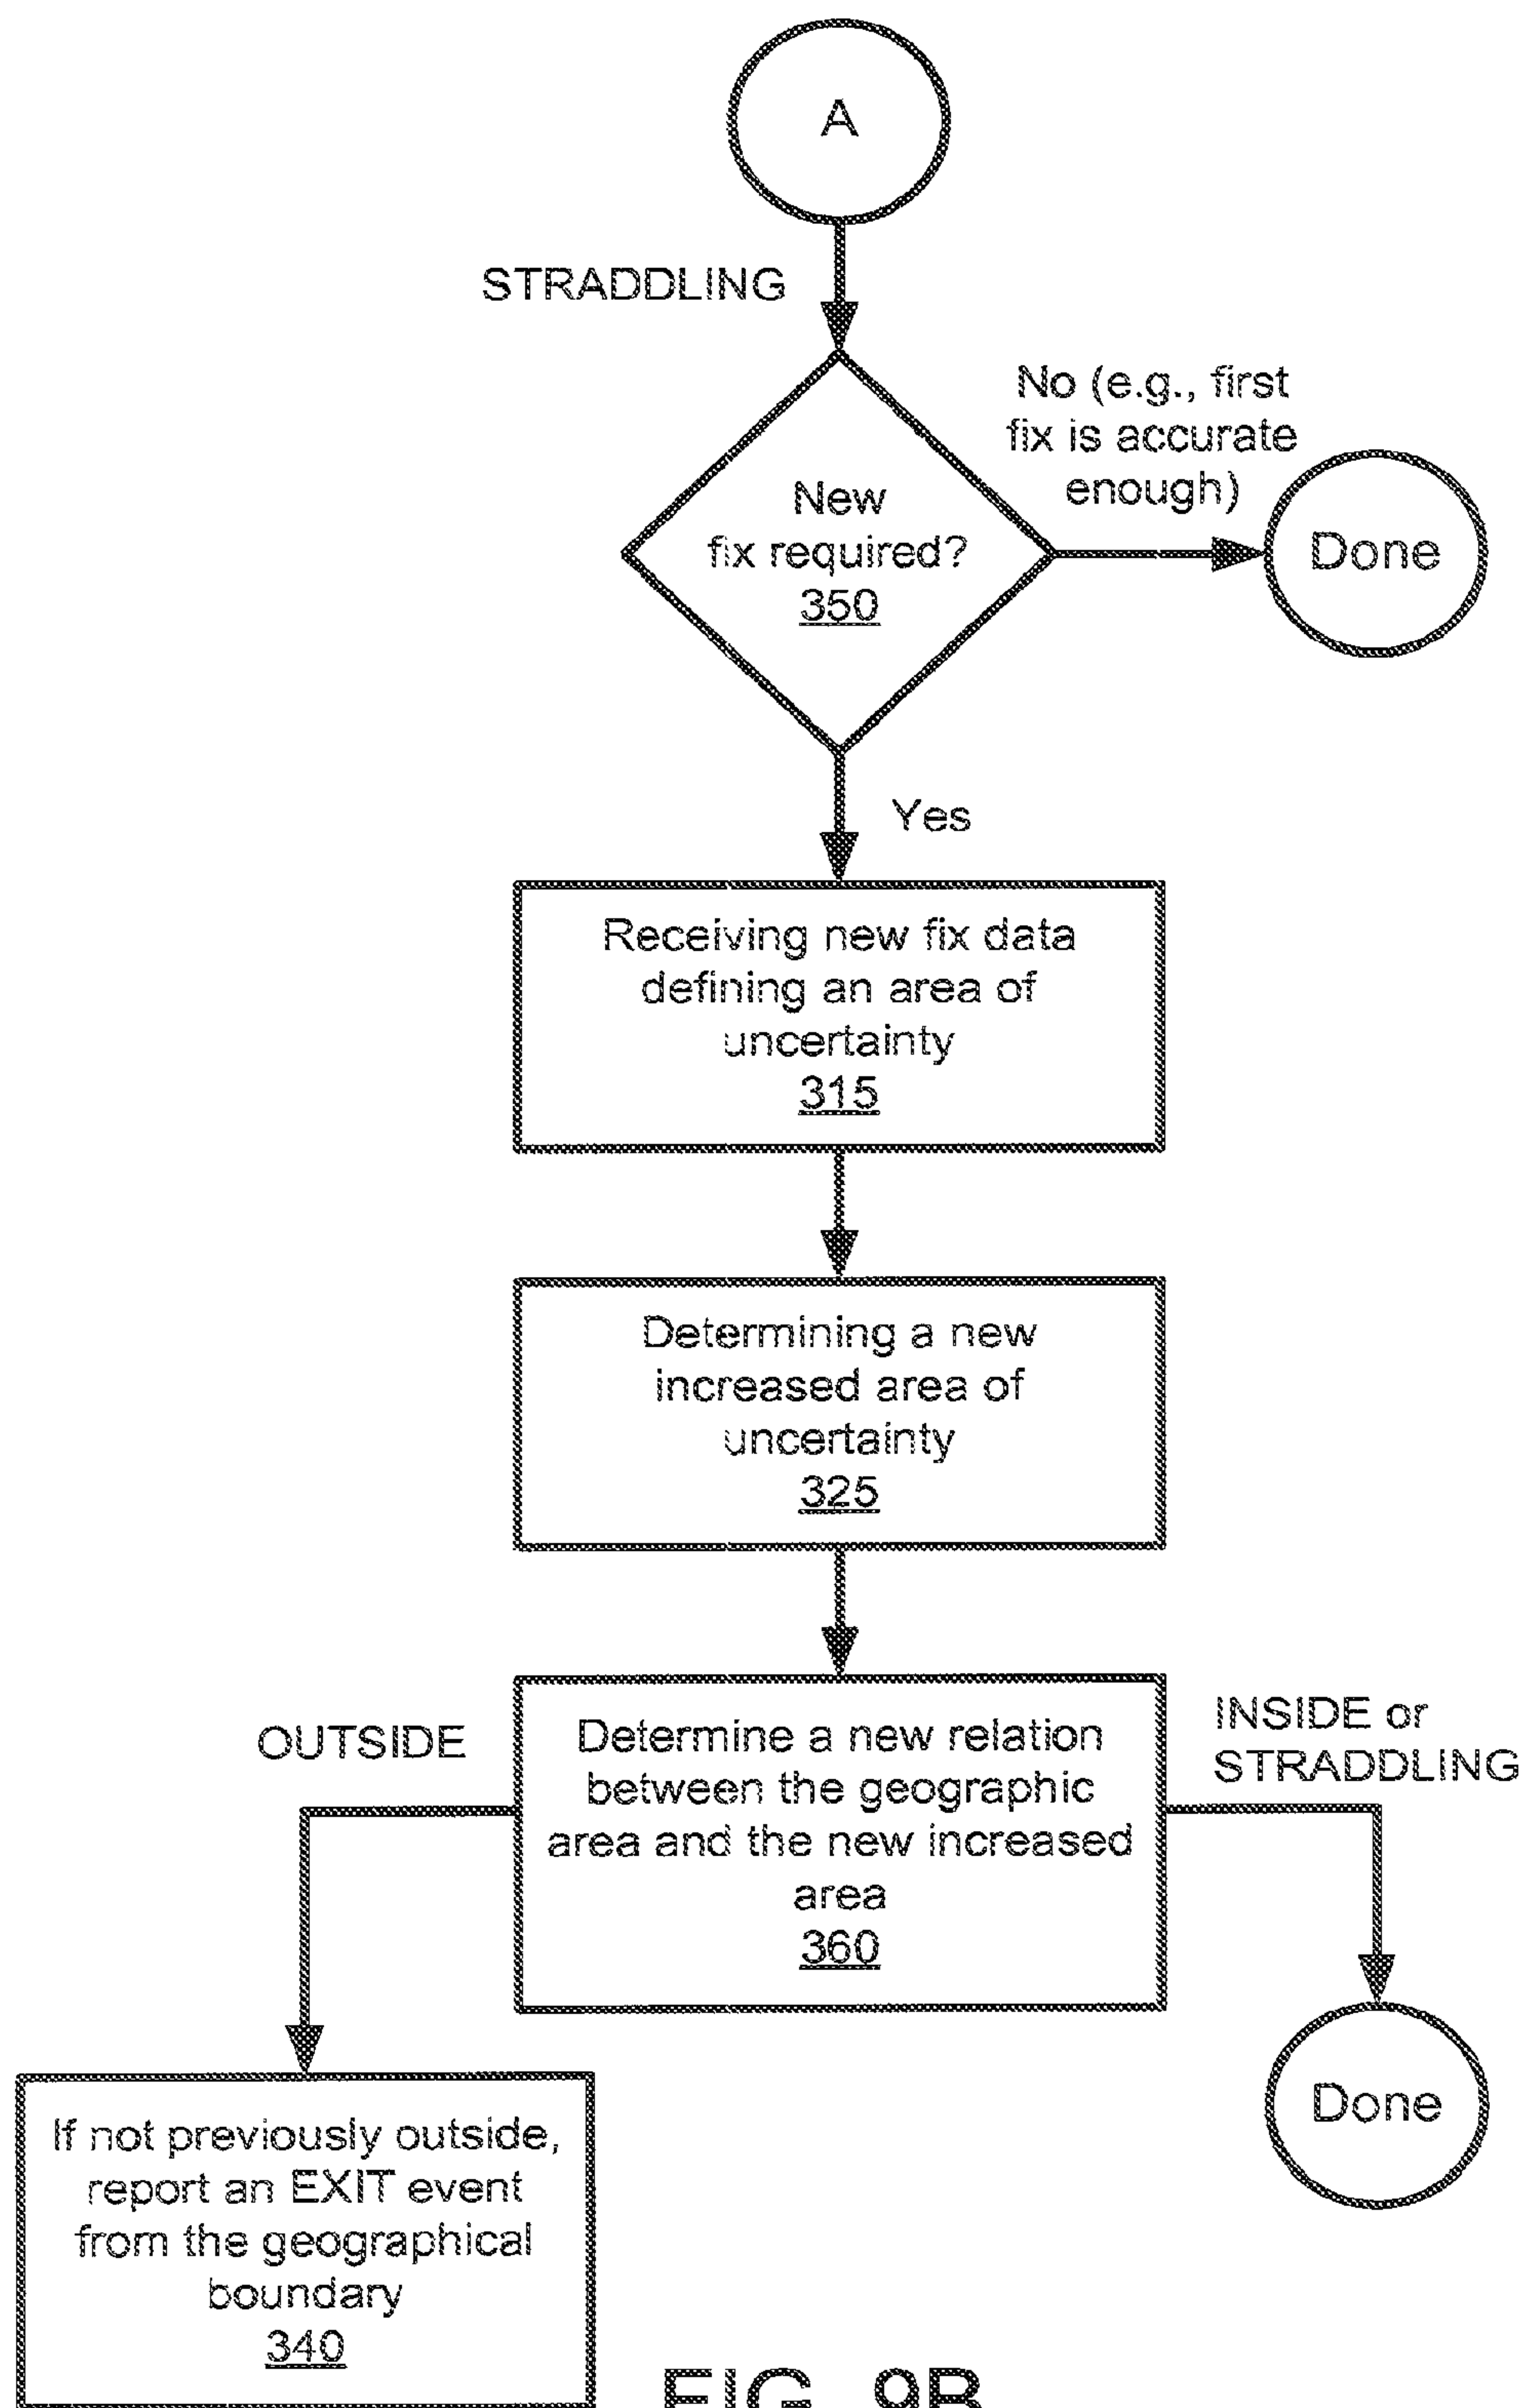 A
STRADDLING
No (e.g., first
fix is accurate
enough)
New
fix required?
350
Done
Yes
Receiving new fix data
defining an area of
uncertainty
315
Determining a new
increased area of
uncertainty
325
OUTSIDE
Determine a new relation
between the geographic
area and the new increased
area
360
INSIDE or
STRADDLING
Done
If not previously outside,
report an EXIT event
from the geographical
boundary
340
FIG. 9B